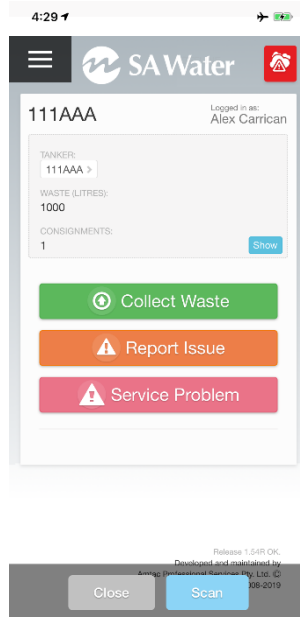 4:29
SA Water
111AAA
Logged in as:
Alex Carrican
TANKER:
111AAA >
WASTE (LITRES):
1000
CONSIGNMENTS:
1
Show
Collect Waste
Report Issue
Service Problem
Release 1.54R OK.
Developed and maintained by
Amtac Professional Services Pty. Ltd. ©
-2019
Close
Scan